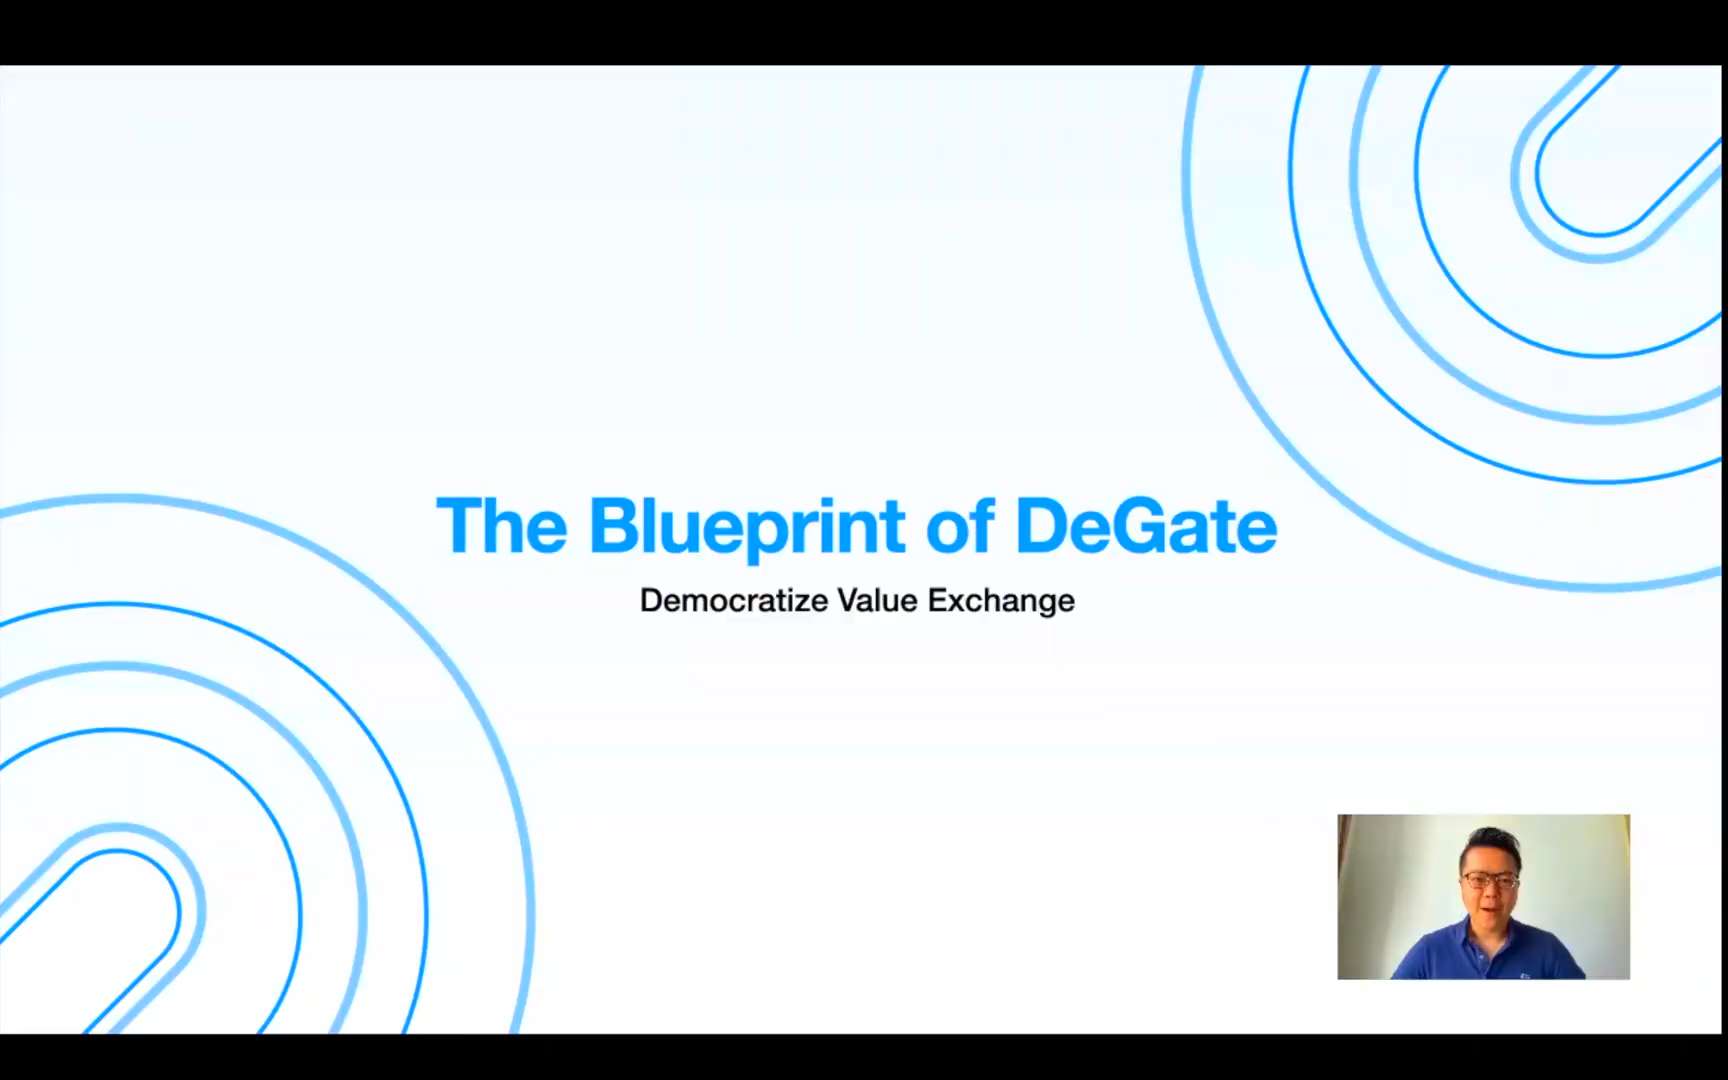 The Blueprint of DeGate
Democratize Value Exchange